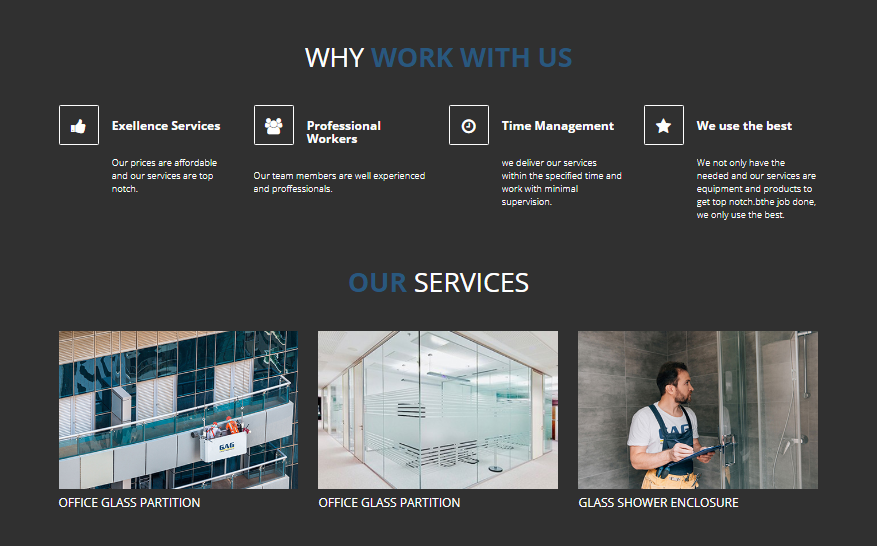 WHY WORK WITH US
Exellence Services
Our prices are affordable
and our services are top
notch.
Professional
Workers
Our team members are well experienced
and proffesionals.
Time Management
we deliver our services
within the specified time and
work with minimal
supervision.
We use the best
We not only have the
needed and our services are
equipment and products to
get top notch.bthe job done,
we only use the best.
OUR SERVICES
GAG
GAG
OFFICE GLASS PARTITION
OFFICE GLASS PARTITION
GLASS SHOWER ENCLOSURE